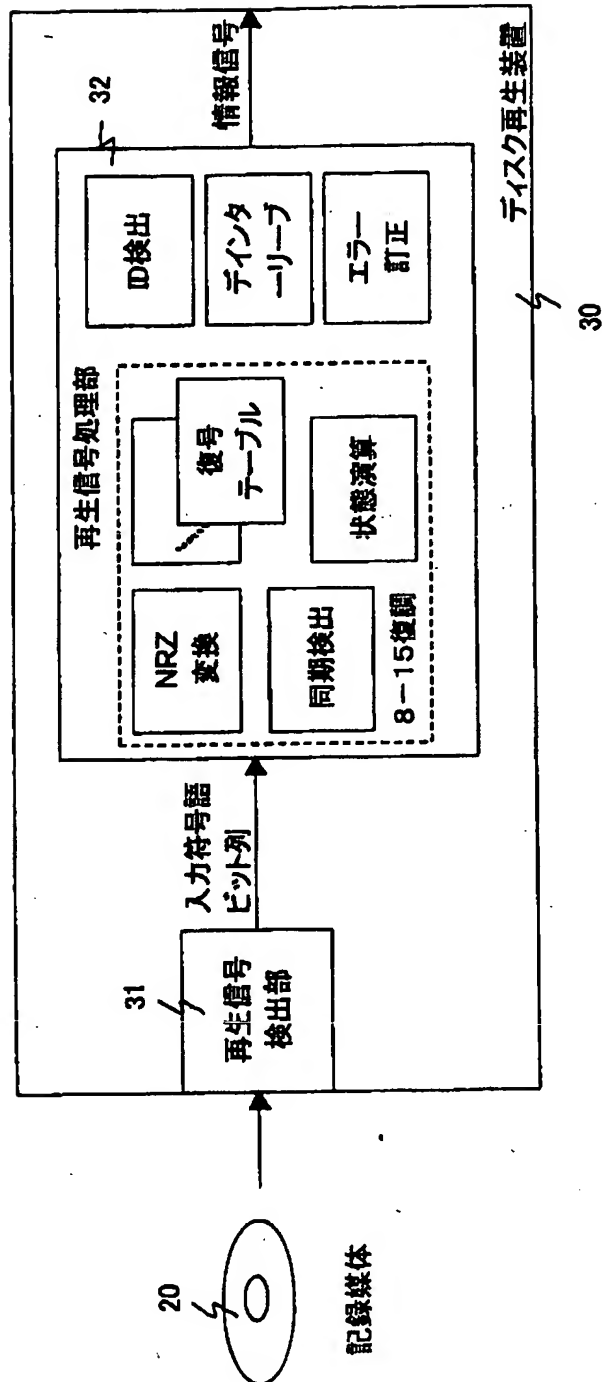 20
記録媒体
31
再生信号
検出部
入力符号語
ビット列
再生信号処理部
32
NRZ
変換
復号
テーブル
同期検出
状態演算
8－15復調
ID検出
デインタ
ーリーブ
エラー
訂正
情報信号
ディスク再生装置
30